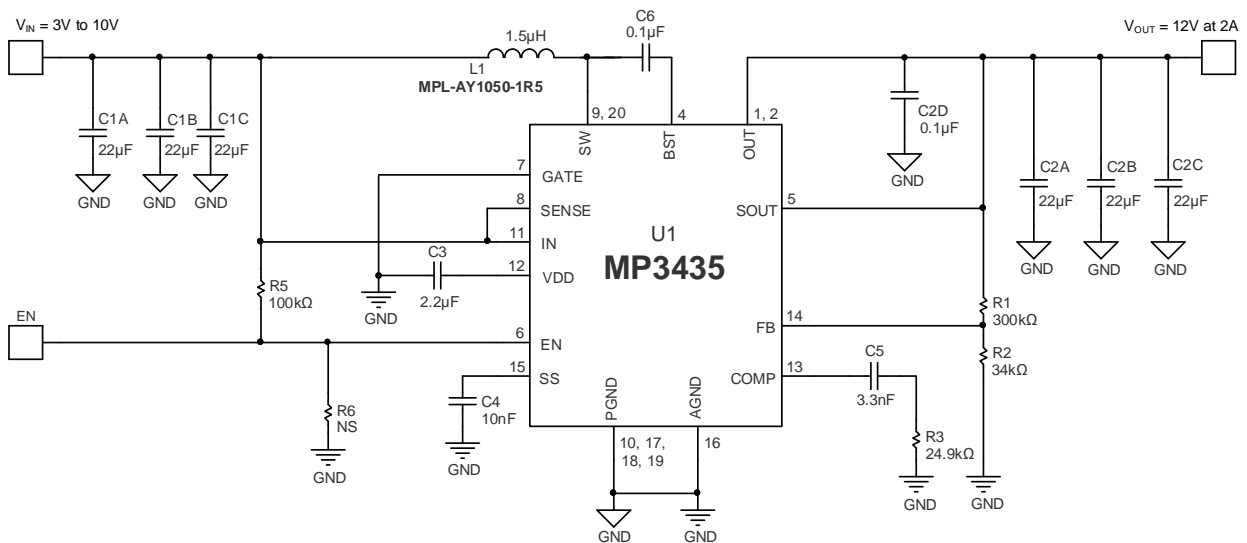 V_IN = 3V to 10V
C6
0.1µF
V_OUT = 12V at 2A
1.5µH
L1
MPL-AY1050-1R5
C1A
22µF
GND
C1B
22µF
GND
C1C
22µF
GND
9, 20
4
1, 2
SW
BST
OUT
C2D
0.1µF
GND
C2A
22µF
GND
C2B
22µF
GND
C2C
22µF
GND
7
GATE
8
SENSE
11
IN
12
VDD
C3
2.2µF
GND
5
SOUT
U1
MP3435
R5
100kΩ
EN
6
EN
15
SS
C4
10nF
GND
R6
NS
GND
14
FB
R1
300kΩ
R2
34kΩ
GND
13
COMP
C5
3.3nF
R3
24.9kΩ
GND
PGND
AGND
10, 17,
18, 19
16
GND
GND